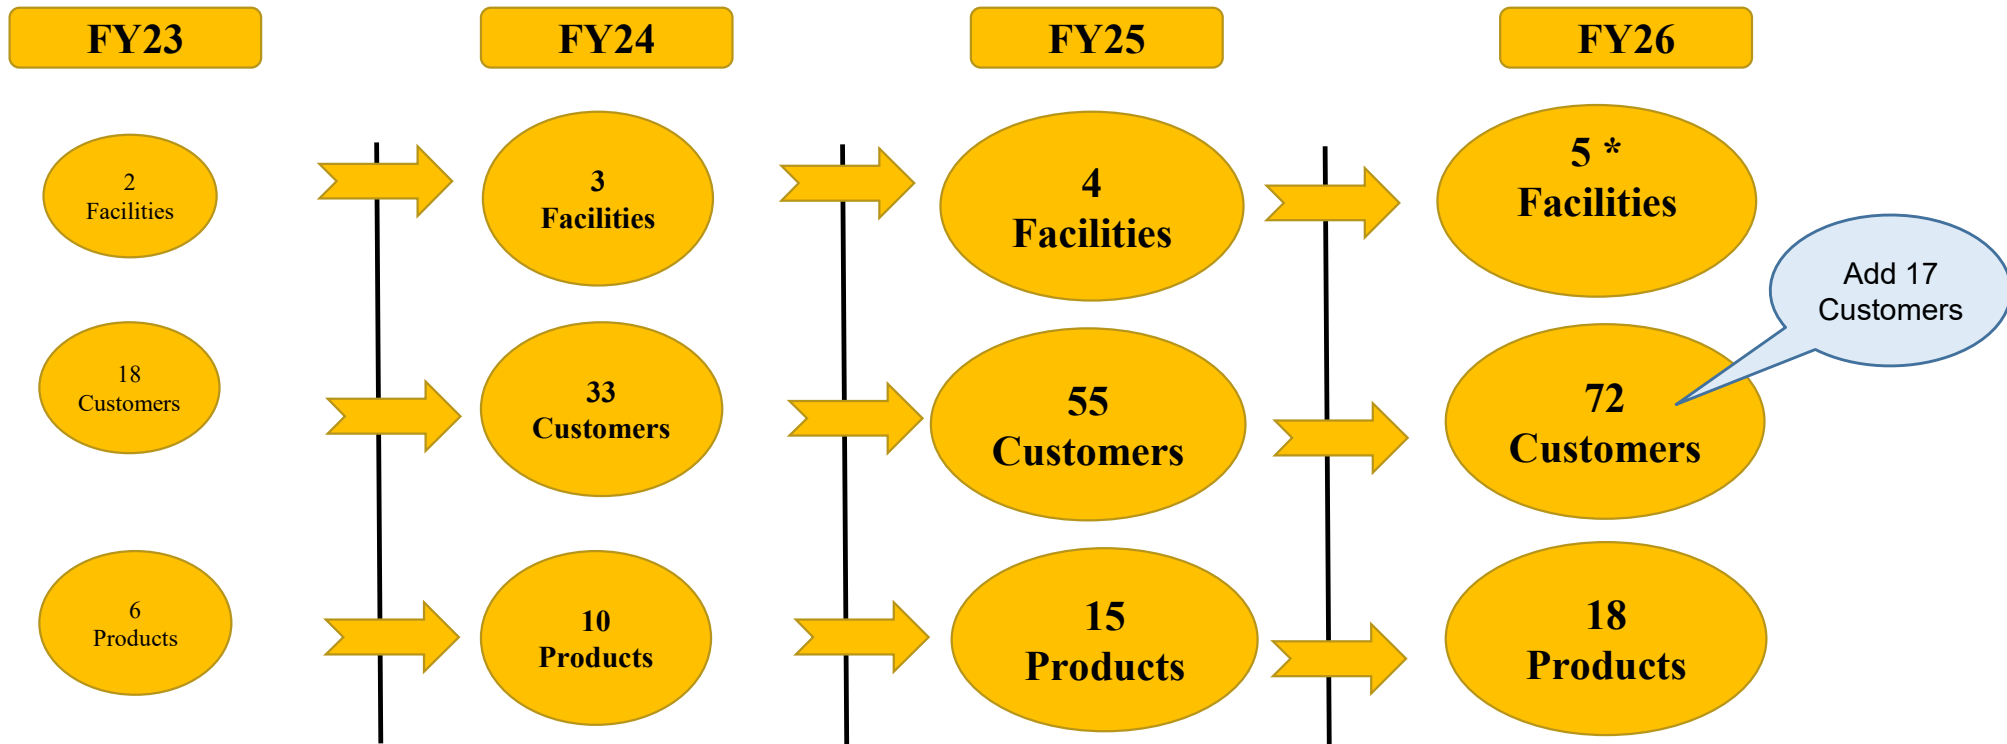 FY23
FY24
FY25
FY26
2
Facilities
3
Facilities
4
Facilities
5 *
Facilities
Add 17
Customers
18
Customers
33
Customers
55
Customers
72
Customers
6
Products
10
Products
15
Products
18
Products